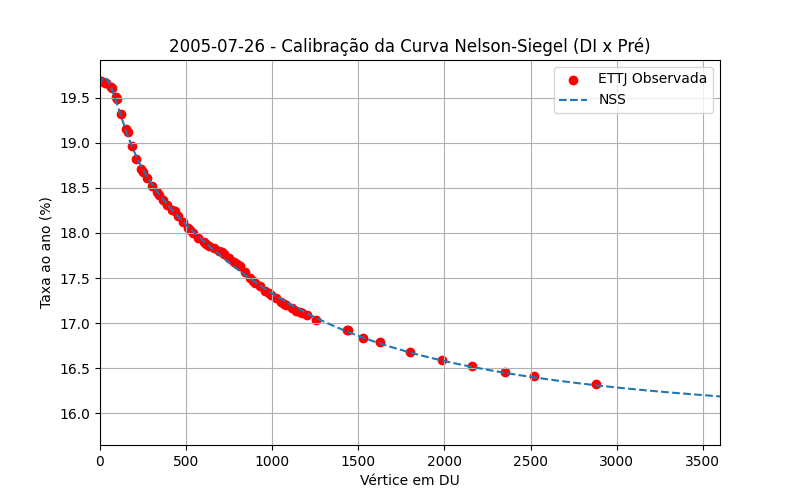 2005-07-26 - Calibração da Curva Nelson-Siegel (DI x Pré)
ETTJ Observada
NSS
Taxa ao ano (%)
19.5
19.0
18.5
18.0
17.5
17.0
16.5
16.0
0 500 1000 1500 2000 2500 3000 3500
Vértice em DU